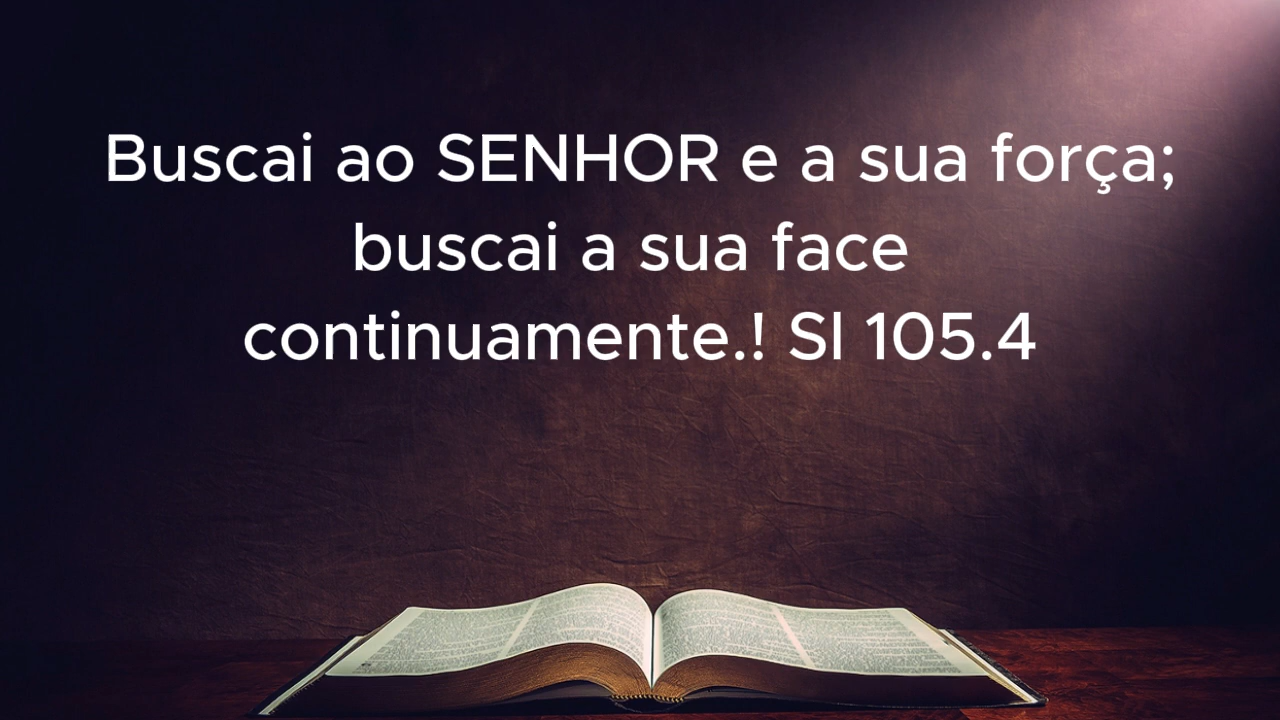 Buscai ao SENHOR e a sua força;
buscai a sua face
continuamente.! Sl 105.4